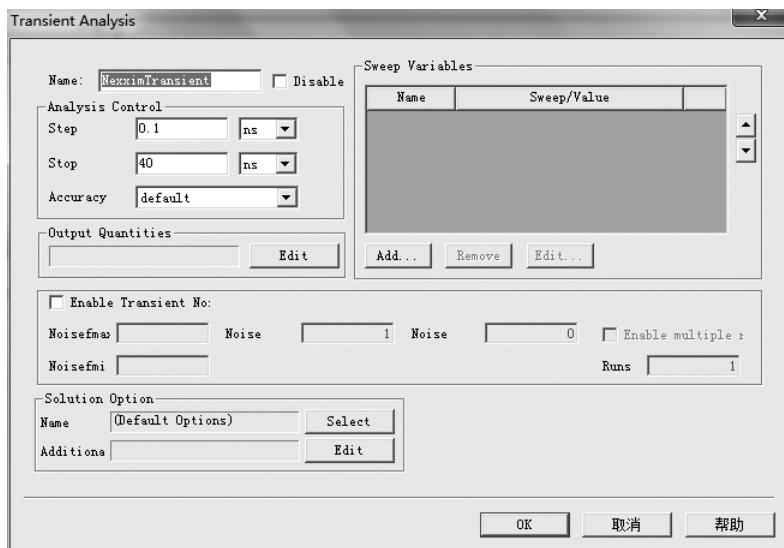 Transient Analysis
X
Name: NexximTransient Disable
Analysis Control
Step 0.1 ns
Stop 40 ns
Accuracy default
Output Quantities
Edit
Sweep Variables
Name Sweep/Value
Add... Remove Edit...
Enable Transient No:
Noisefmax Noise 1 Noise 0 Enable multiple r
Noisefmi Runs 1
Solution Option
Name (Default Options) Select
Additiona Edit
OK 取消 帮助